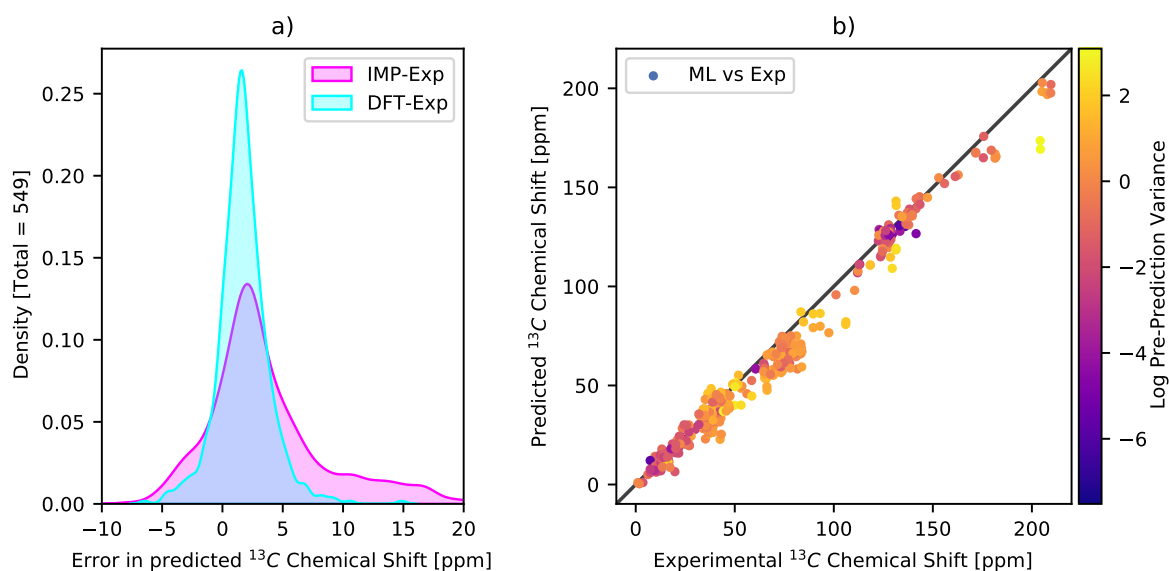 a)
Density [Total = 549]
0.25
0.20
0.15
0.10
0.05
0.00
−10
−5
0
5
10
15
20
Error in predicted ¹³C Chemical Shift [ppm]
IMP-Exp
DFT-Exp
b)
Predicted ¹³C Chemical Shift [ppm]
200
150
100
50
0
0
50
100
150
200
Experimental ¹³C Chemical Shift [ppm]
ML vs Exp
2
0
−2
−4
−6
Log Pre-Prediction Variance